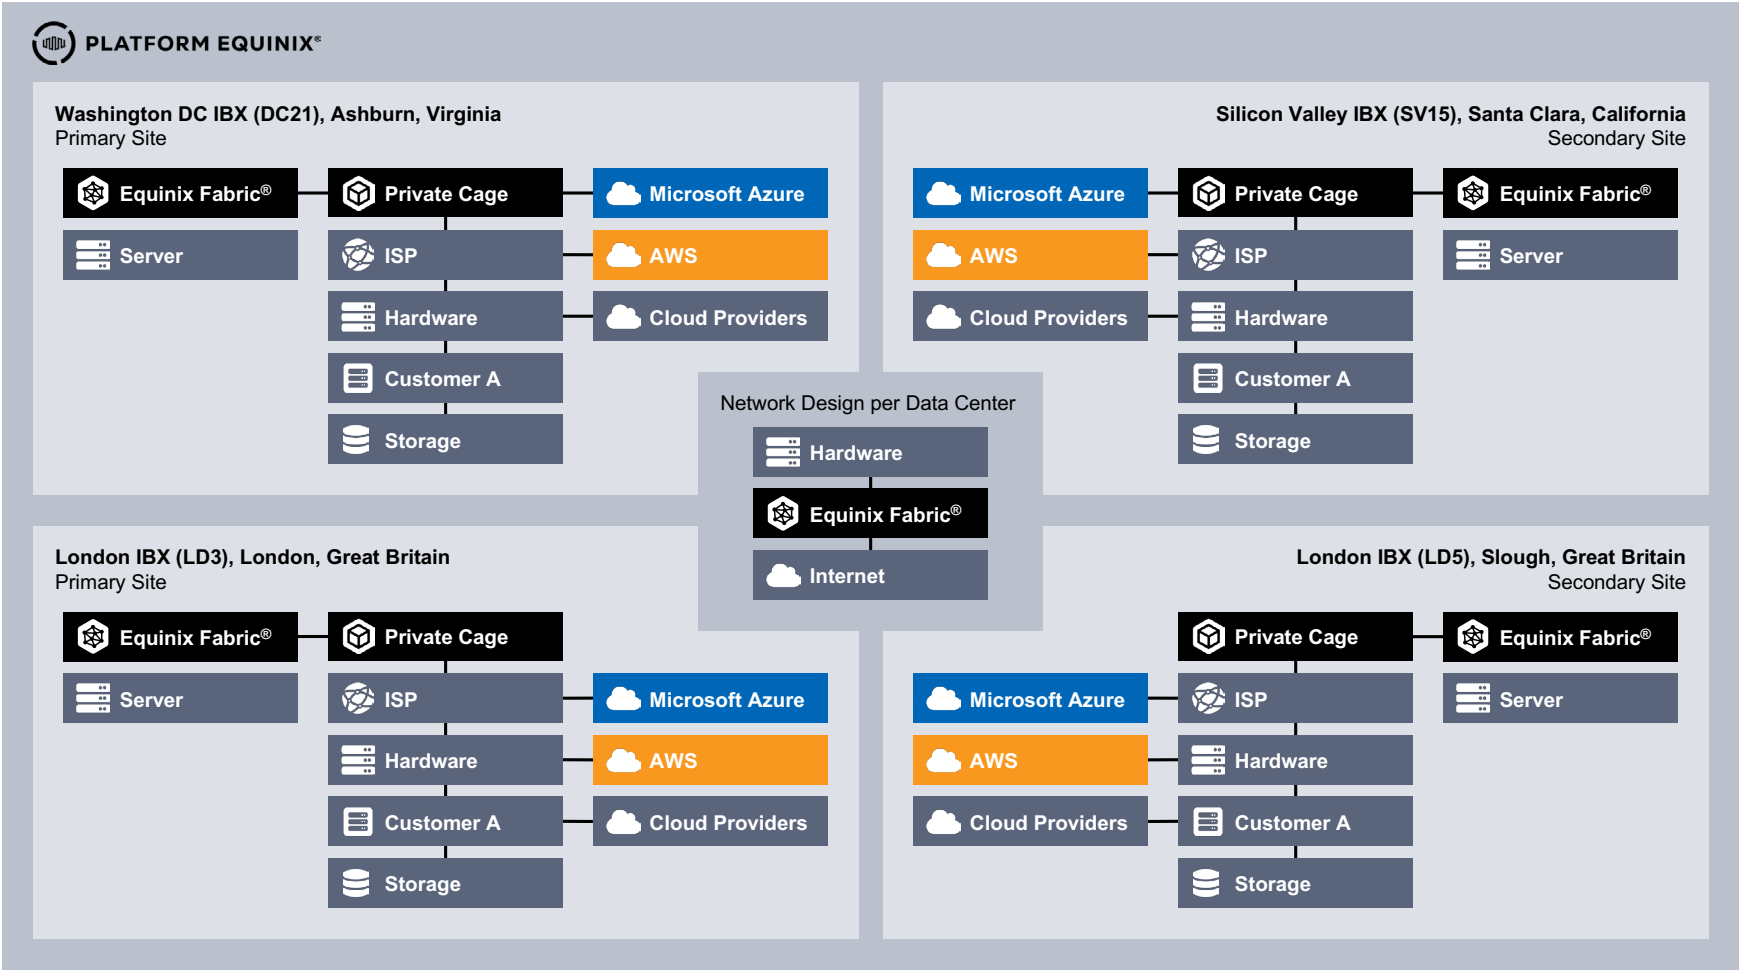 PLATFORM EQUINIX®
Washington DC IBX (DC21), Ashburn, Virginia
Primary Site
Equinix Fabric®
Private Cage
Microsoft Azure
Server
ISP
AWS
Hardware
Cloud Providers
Customer A
Storage
Silicon Valley IBX (SV15), Santa Clara, California
Secondary Site
Microsoft Azure
Private Cage
Equinix Fabric®
AWS
ISP
Server
Cloud Providers
Hardware
Customer A
Storage
Network Design per Data Center
Hardware
Equinix Fabric®
Internet
London IBX (LD3), London, Great Britain
Primary Site
Equinix Fabric®
Private Cage
Server
ISP
Microsoft Azure
Hardware
AWS
Customer A
Cloud Providers
Storage
London IBX (LD5), Slough, Great Britain
Secondary Site
Private Cage
Equinix Fabric®
Microsoft Azure
ISP
Server
AWS
Hardware
Cloud Providers
Customer A
Storage